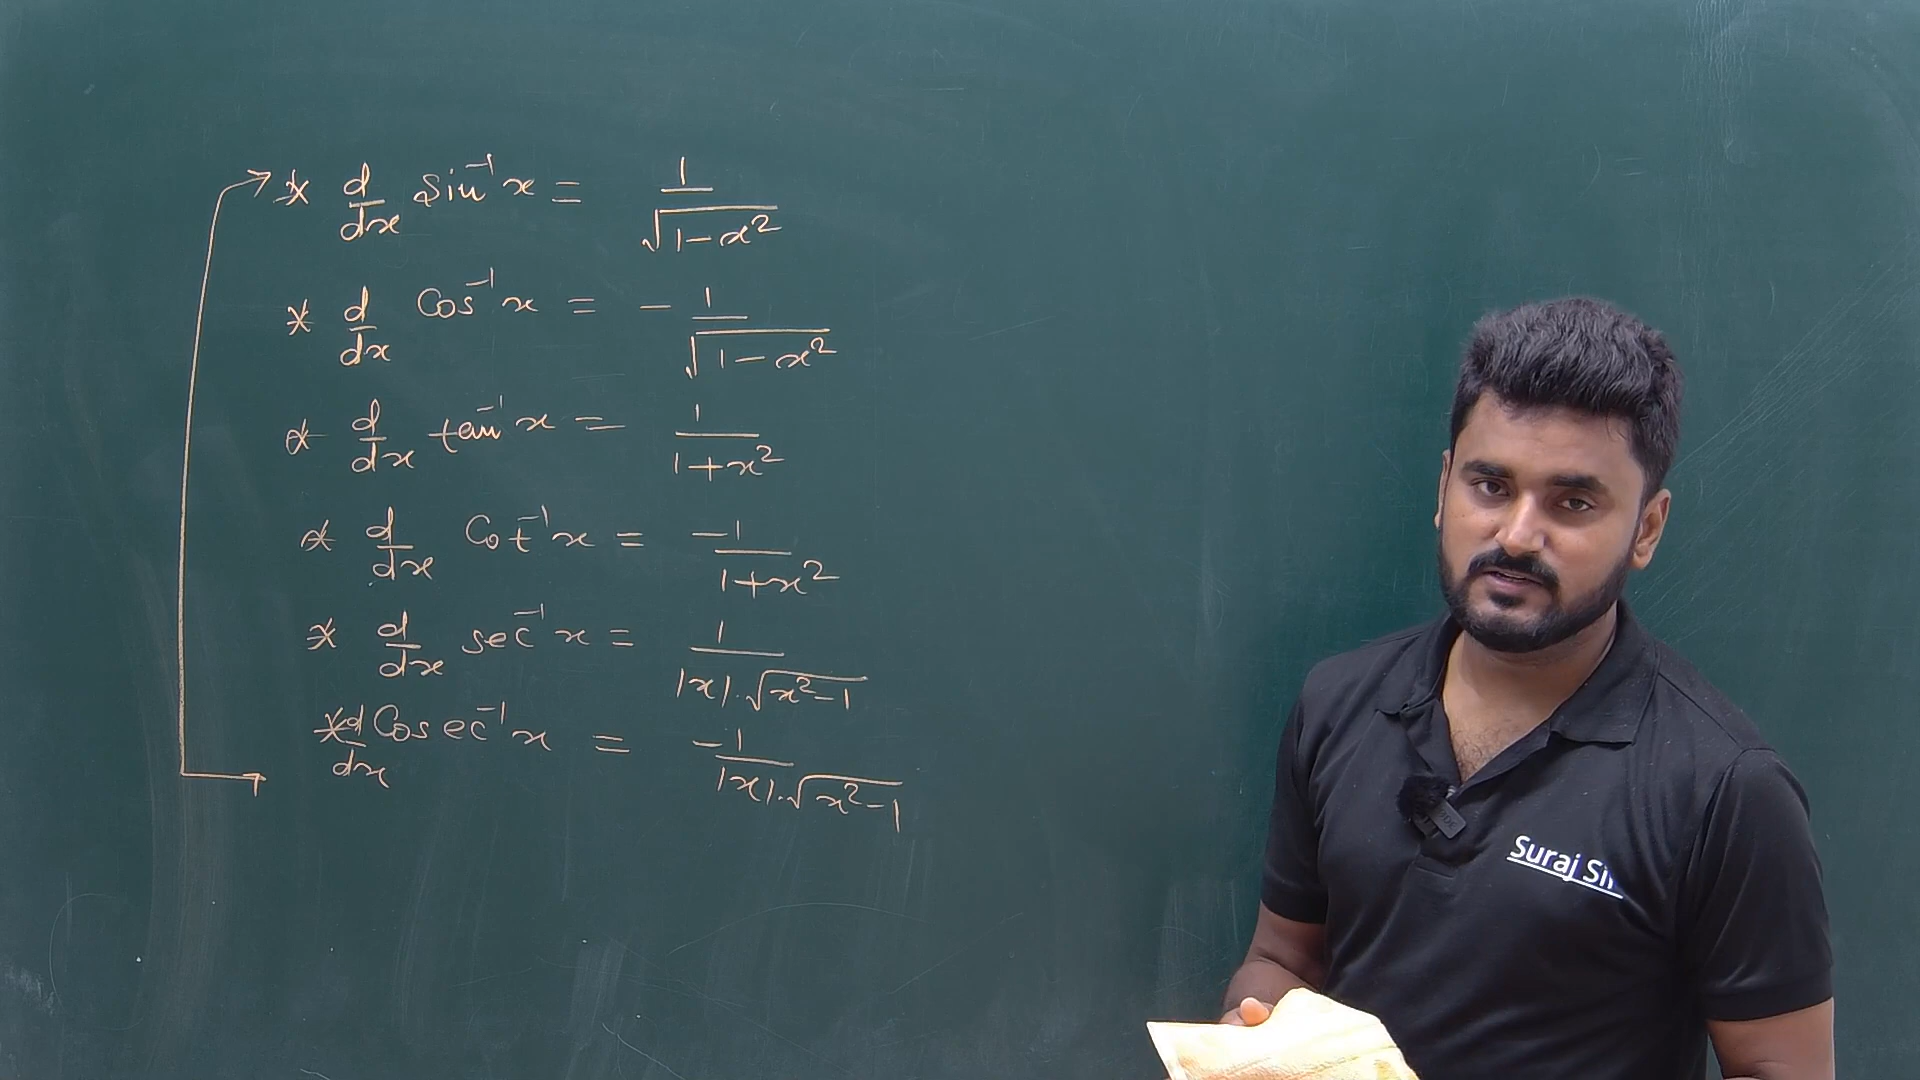 * d/dx sin⁻¹x = 1/√(1-x²)
* d/dx Cos⁻¹x = - 1/√(1-x²)
* d/dx tan⁻¹x = 1/(1+x²)
* d/dx Cot⁻¹x = -1/(1+x²)
* d/dx sec⁻¹x = 1/(|x|.√(x²-1))
* d/dx Cosec⁻¹x = -1/(|x|.√(x²-1))
Suraj Sir